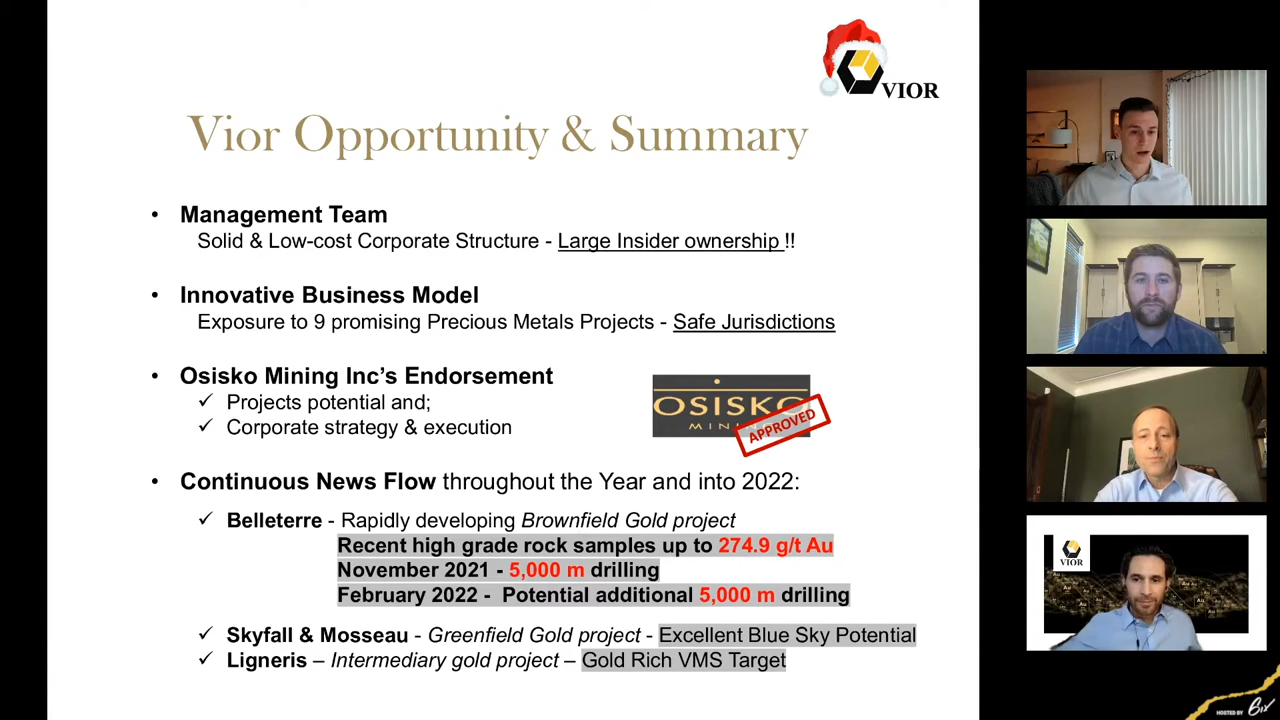 VIOR
Vior Opportunity & Summary
• Management Team
Solid & Low-cost Corporate Structure - Large Insider ownership !!
• Innovative Business Model
Exposure to 9 promising Precious Metals Projects - Safe Jurisdictions
• Osisko Mining Inc's Endorsement
✓ Projects potential and;
✓ Corporate strategy & execution
OSISKO
APPROVED
• Continuous News Flow throughout the Year and into 2022:
✓ Belleterre - Rapidly developing Brownfield Gold project
Recent high grade rock samples up to 274.9 g/t Au
November 2021 - 5,000 m drilling
February 2022 - Potential additional 5,000 m drilling
✓ Skyfall & Mosseau - Greenfield Gold project - Excellent Blue Sky Potential
✓ Ligneris – Intermediary gold project – Gold Rich VMS Target
VIOR
HOSTED BY 6ix